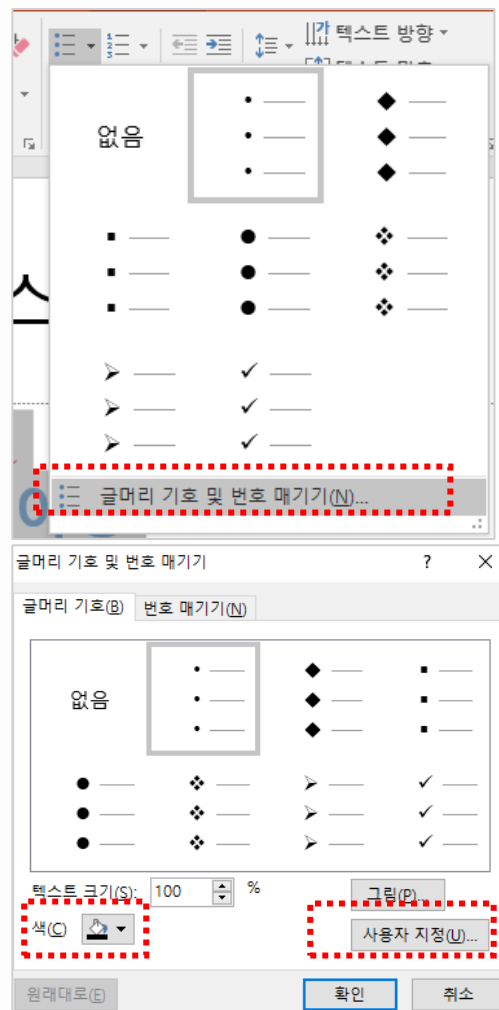 텍스트 방향
없음
글머리 기호 및 번호 매기기(N)...
글머리 기호 및 번호 매기기 ?
글머리 기호(B) 번호 매기기(N)
없음
텍스트 크기(S): 100 % 그림(P)...
색(C) 사용자 지정(U)...
원래대로(E) 확인 취소